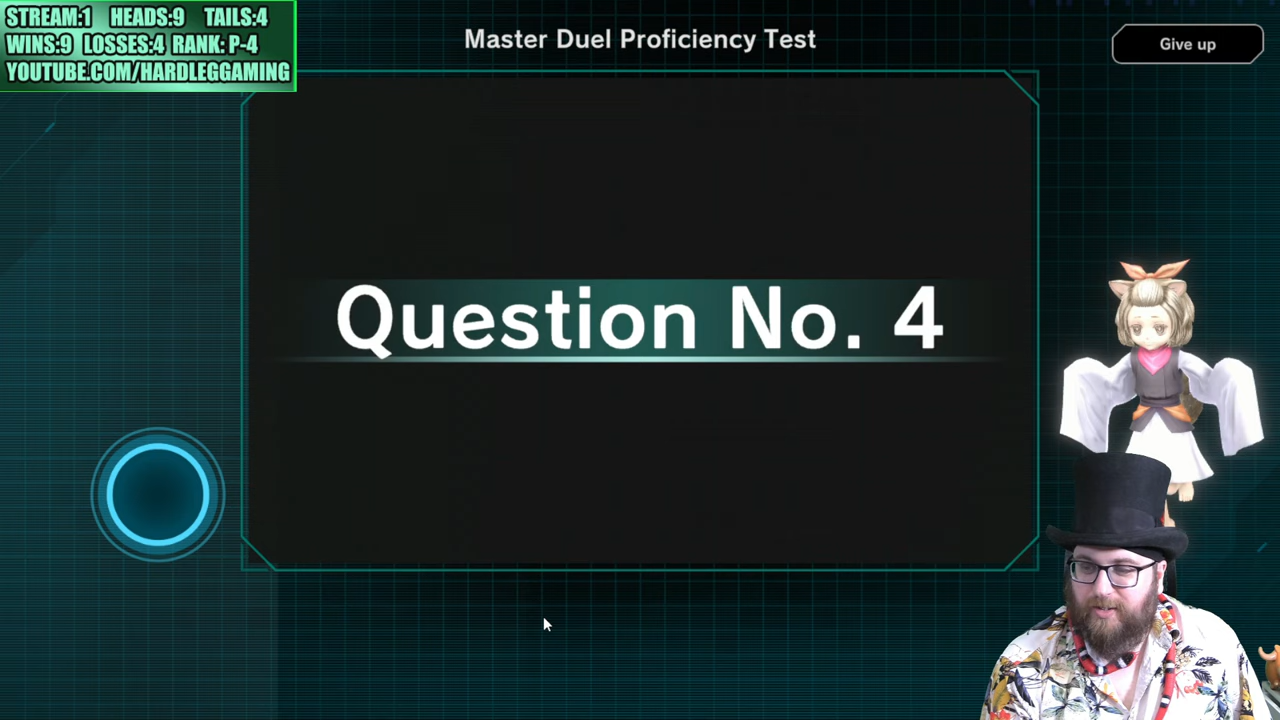 STREAM:1 HEADS:9 TAILS:4
WINS:9 LOSSES:4 RANK: P-4
YOUTUBE.COM/HARDLEGGAMING
Master Duel Proficiency Test
Give up
Question No. 4